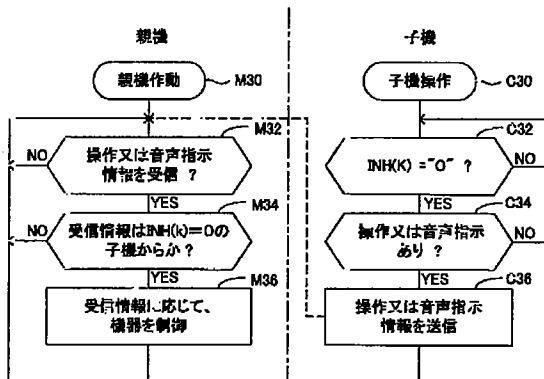 親機
親機作動
M30
M32
操作又は音声指示
情報を受信 ?
NO
YES
M34
受信情報はINH(k)=0の
子機からか ?
NO
YES
M36
受信情報に応じて、
機器を制御
子機
子機操作
C30
C32
INH(K) ="0" ?
NO
YES
C34
操作又は音声指示
あり ?
NO
YES
C36
操作又は音声指示
情報を送信